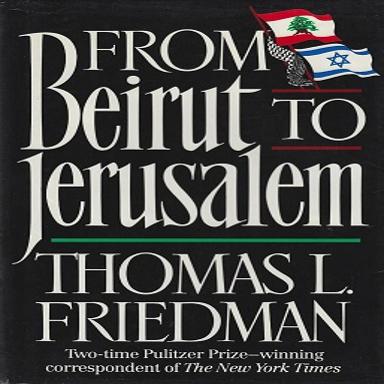 FROM
Beirut TO
Jerusalem
THOMAS L.
FRIEDMAN
Two-time Pulitzer Prize–winning
correspondent of The New York Times